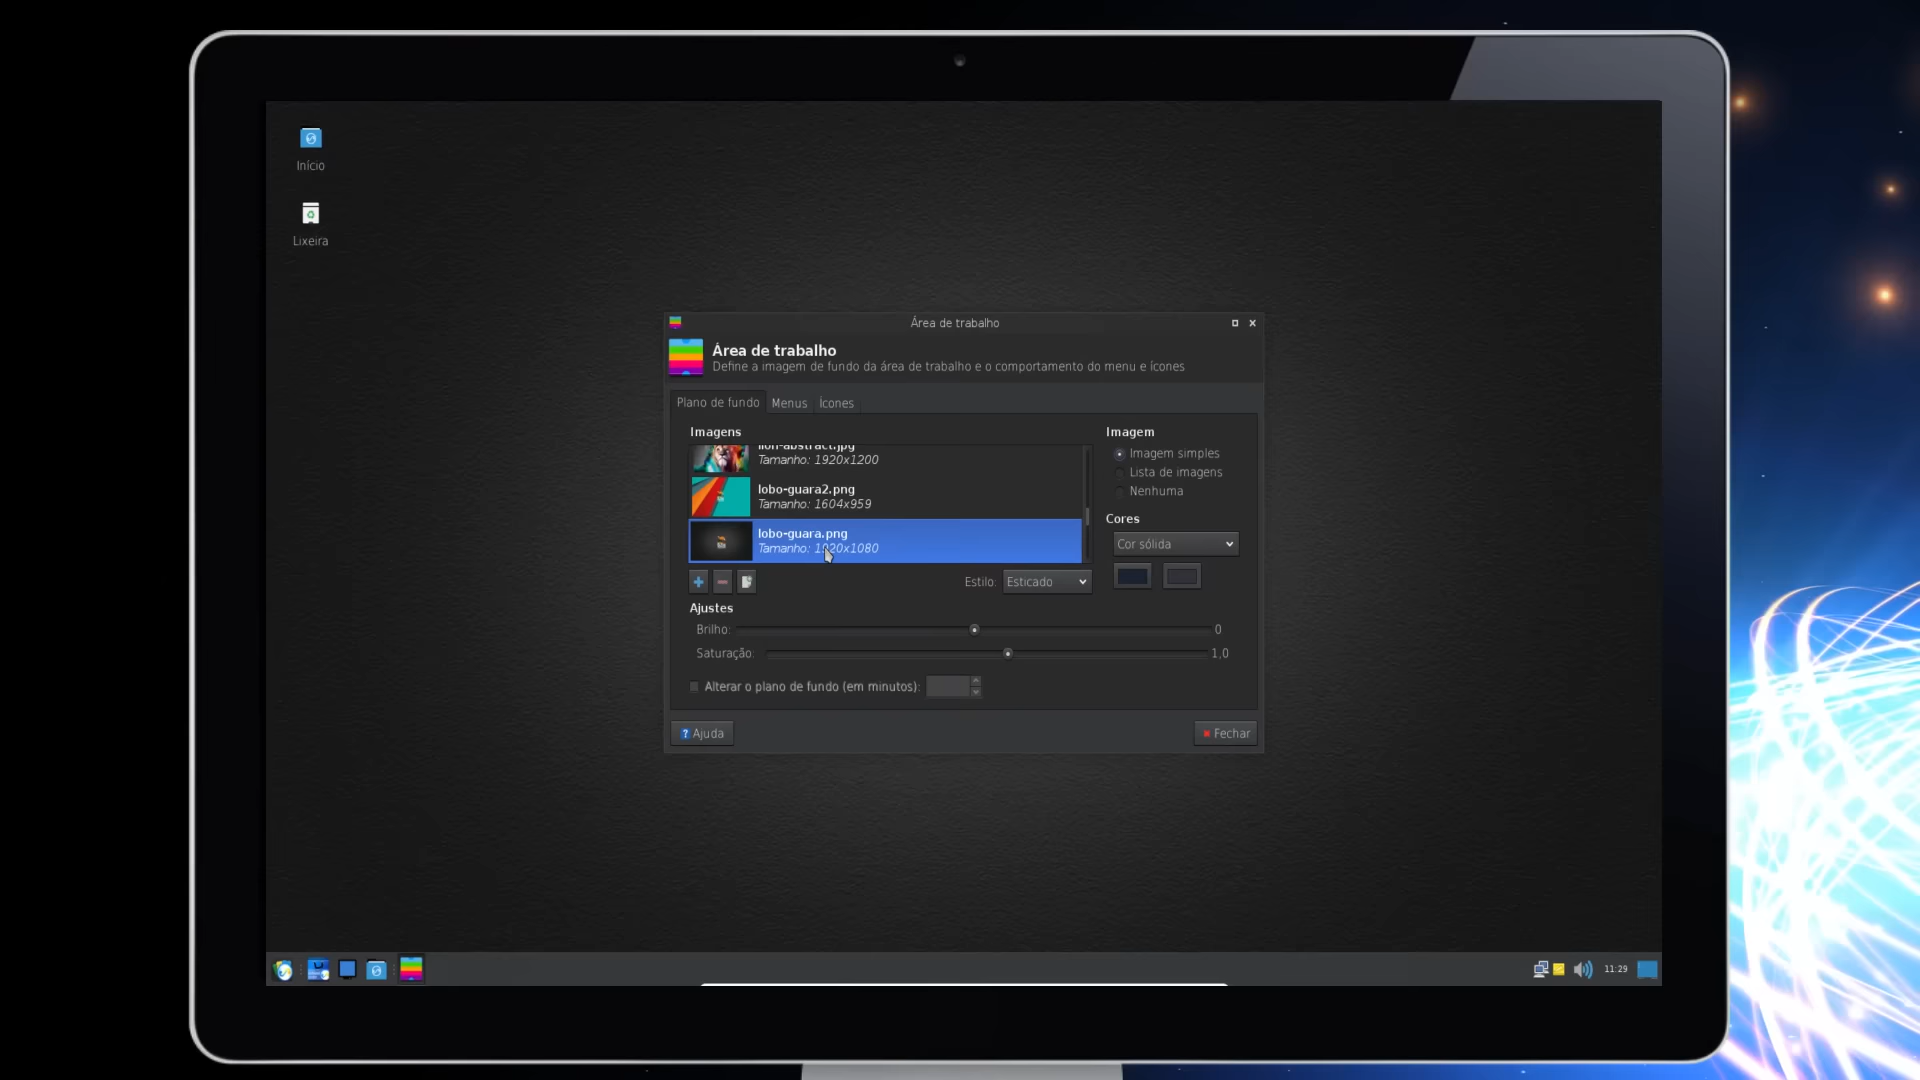 Início
Lixeira
Área de trabalho
Área de trabalho
Define a imagem de fundo da área de trabalho e o comportamento do menu e ícones
Plano de fundo Menus Ícones
Imagens
lion-abstract.jpg
Tamanho: 1920x1200
lobo-guara2.png
Tamanho: 1604x959
lobo-guara.png
Tamanho: 1920x1080
Imagem
Imagem simples
Lista de imagens
Nenhuma
Cores
Cor sólida
Estilo: Esticado
Ajustes
Brilho: 0
Saturação: 1,0
Alterar o plano de fundo (em minutos):
Ajuda
Fechar
11:29